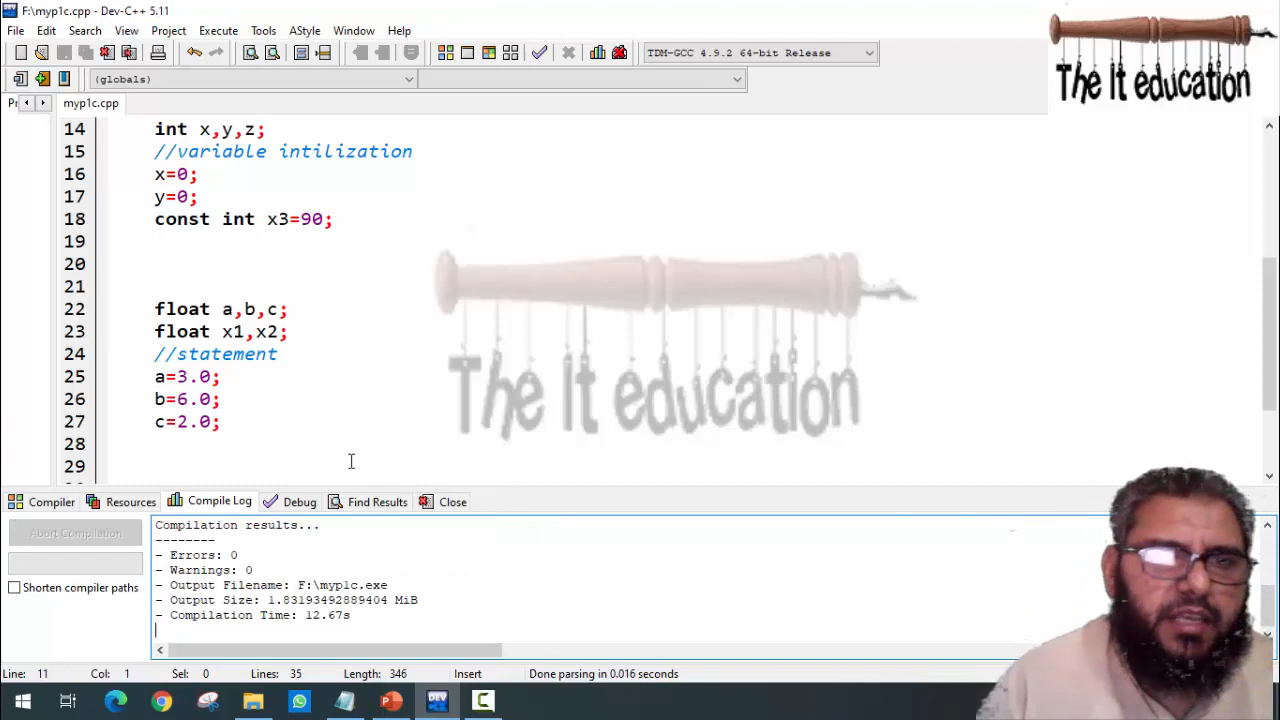 F:\myp1c.cpp - Dev-C++ 5.11
File Edit Search View Project Execute Tools AStyle Window Help
TDM-GCC 4.9.2 64-bit Release
(globals)
myp1c.cpp
The It education
14 int x,y,z;
15 //variable intilization
16 x=0;
17 y=0;
18 const int x3=90;
19
20
21
22 float a,b,c;
23 float x1,x2;
24 //statement
25 a=3.0;
26 b=6.0;
27 c=2.0;
28
29
The It education
Compiler Resources Compile Log Debug Find Results Close
Abort Compilation
Shorten compiler paths
Compilation results...
--------
- Errors: 0
- Warnings: 0
- Output Filename: F:\myp1c.exe
- Output Size: 1.83193492889404 MiB
- Compilation Time: 12.67s
Line: 11 Col: 1 Sel: 0 Lines: 35 Length: 346 Insert Done parsing in 0.016 seconds